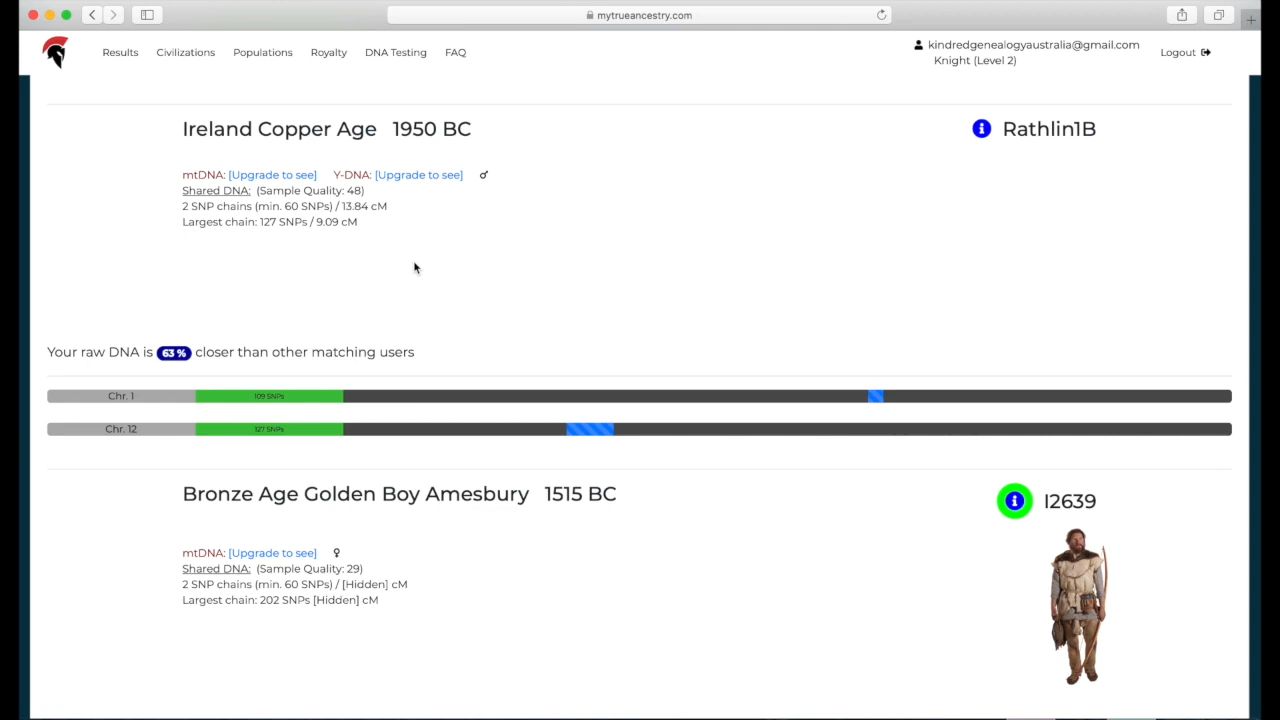 mytrueancestry.com
Results Civilizations Populations Royalty DNA Testing FAQ
kindredgenealogyaustralia@gmail.com
Knight (Level 2)
Logout
Ireland Copper Age 1950 BC
Rathlin1B
mtDNA: [Upgrade to see] Y-DNA: [Upgrade to see] ♂
Shared DNA: (Sample Quality: 48)
2 SNP chains (min. 60 SNPs) / 13.84 cM
Largest chain: 127 SNPs / 9.09 cM
Your raw DNA is 63 % closer than other matching users
Chr. 1 109 SNPs
Chr. 12 127 SNPs
Bronze Age Golden Boy Amesbury 1515 BC
I2639
mtDNA: [Upgrade to see] ♀
Shared DNA: (Sample Quality: 29)
2 SNP chains (min. 60 SNPs) / [Hidden] cM
Largest chain: 202 SNPs [Hidden] cM